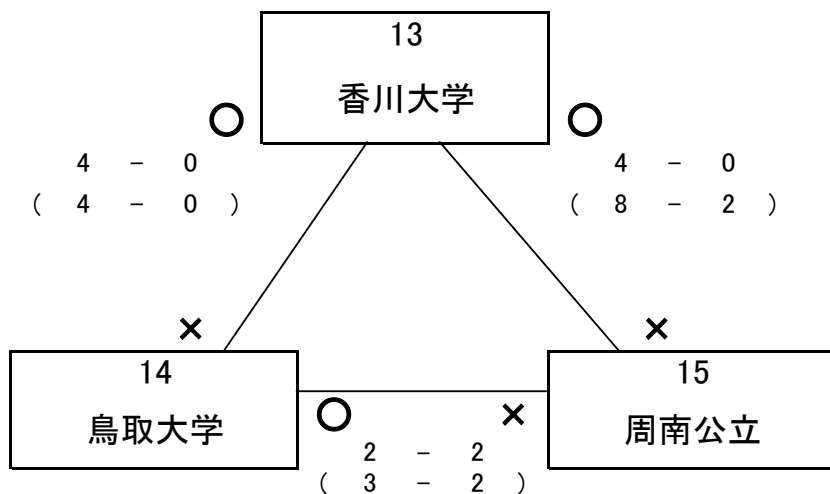 13
香川大学
○ ○
4 - 0
( 4 - 0 )
4 - 0
( 8 - 2 )
× ×
14
鳥取大学
15
周南公立
○ ×
2 - 2
( 3 - 2 )